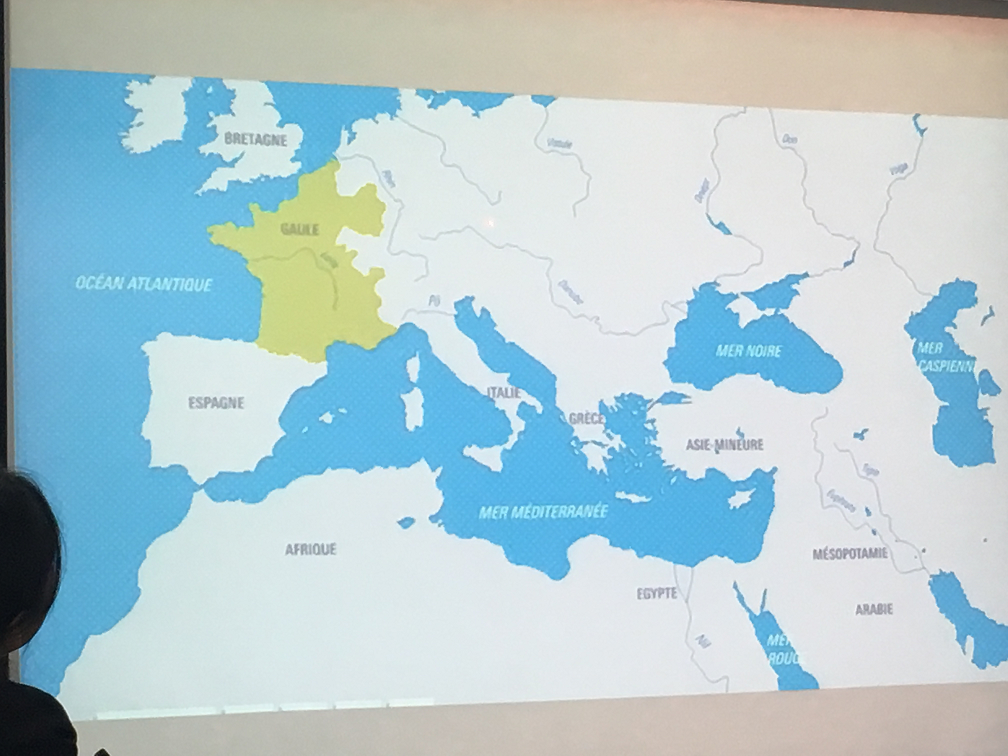 BRETAGNE
Vistule
Don
Volga
Rhin
Dniepr
GAULE
Loire
OCÉAN ATLANTIQUE
Danube
Pô
MER NOIRE
MER
CASPIENN
ITALIE
ESPAGNE
GRÈCE
ASIE-MINEURE
Tigre
Euphrate
MER MÉDITERRANÉE
AFRIQUE
MÉSOPOTAMIE
EGYPTE
ARABIE
Nil
MER
ROUGE